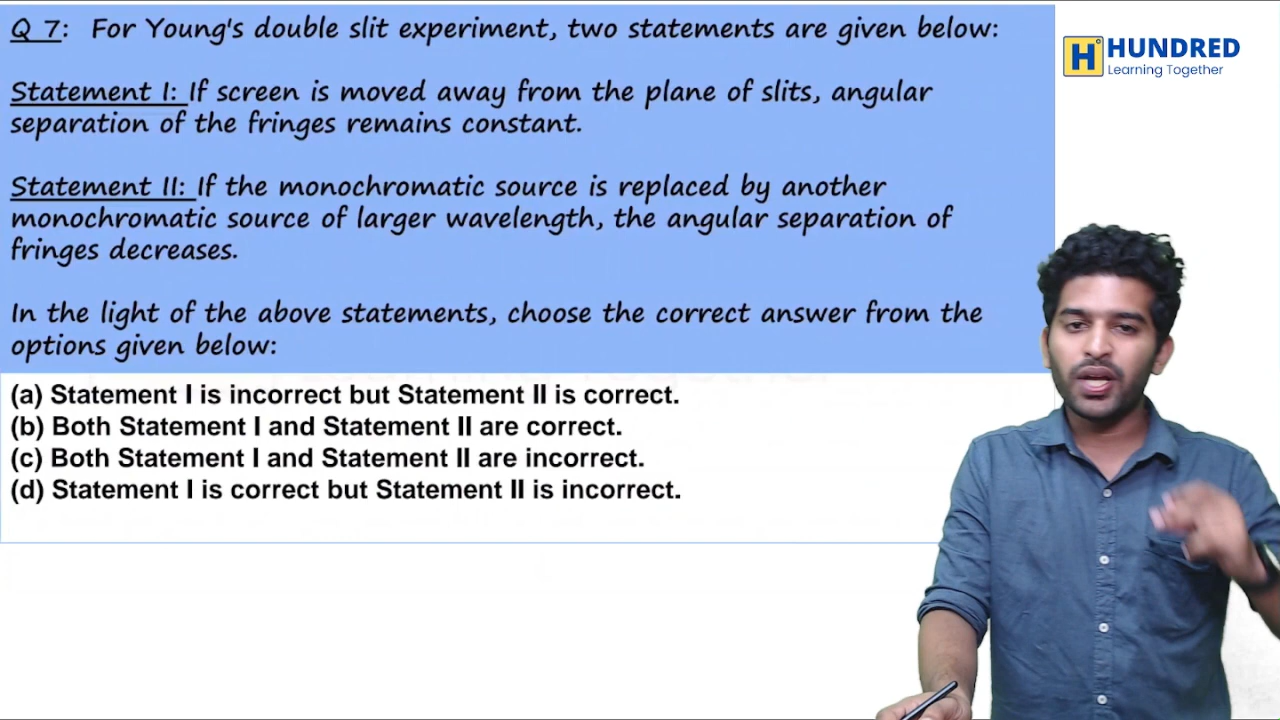 Q 7: For Young's double slit experiment, two statements are given below:
HUNDRED
Learning Together
Statement I: If screen is moved away from the plane of slits, angular
separation of the fringes remains constant.
Statement II: If the monochromatic source is replaced by another
monochromatic source of larger wavelength, the angular separation of
fringes decreases.
In the light of the above statements, choose the correct answer from the
options given below:
(a) Statement I is incorrect but Statement II is correct.
(b) Both Statement I and Statement II are correct.
(c) Both Statement I and Statement II are incorrect.
(d) Statement I is correct but Statement II is incorrect.